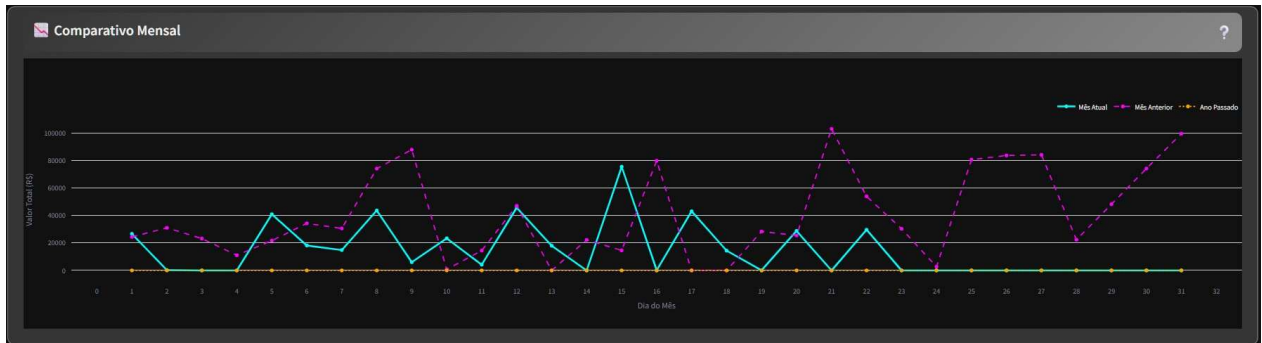 Comparativo Mensal
?
Mês Atual Mês Anterior Ano Passado
100000
80000
60000
40000
20000
0
Valor Total (R$)
0 1 2 3 4 5 6 7 8 9 10 11 12 13 14 15 16 17 18 19 20 21 22 23 24 25 26 27 28 29 30 31 32
Dia do Mês